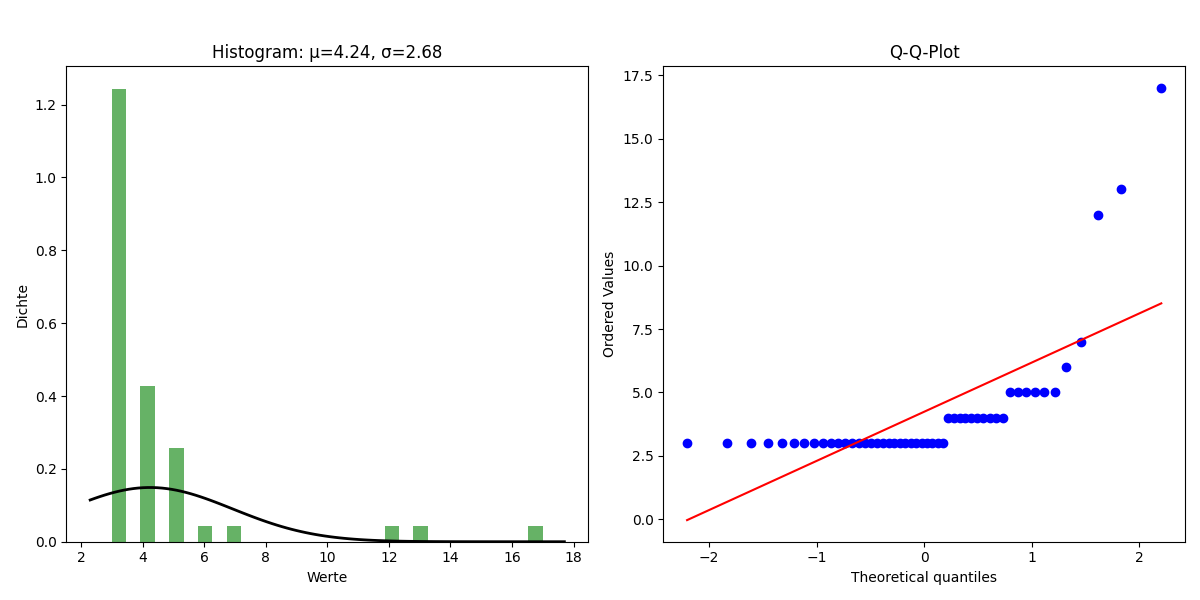 Histogram: μ=4.24, σ=2.68
Dichte
1.2
1.0
0.8
0.6
0.4
0.2
0.0
2 4 6 8 10 12 14 16 18
Werte
Q-Q-Plot
Ordered Values
17.5
15.0
12.5
10.0
7.5
5.0
2.5
0.0
−2 −1 0 1 2
Theoretical quantiles